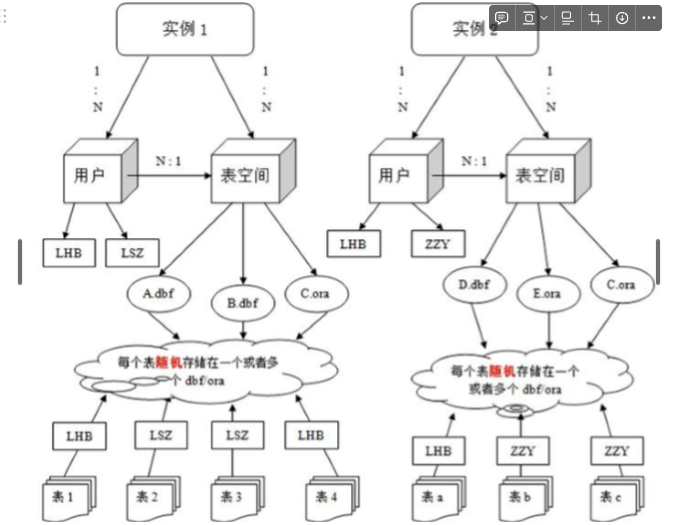 实例 1
实例 2
1
:
N
1
:
N
1
:
N
1
:
N
用户
N:1
表空间
用户
N:1
表空间
LHB
LSZ
LHB
ZZY
A.dbf
B.dbf
C.ora
D.dbf
E.ora
C.ora
每个表随机存储在一个或者多
个 dbf/ora
每个表随机存储在一个
或者多个 dbf/ora
LHB
LSZ
LSZ
LHB
LHB
ZZY
ZZY
表 1
表 2
表 3
表 4
表 a
表 b
表 c